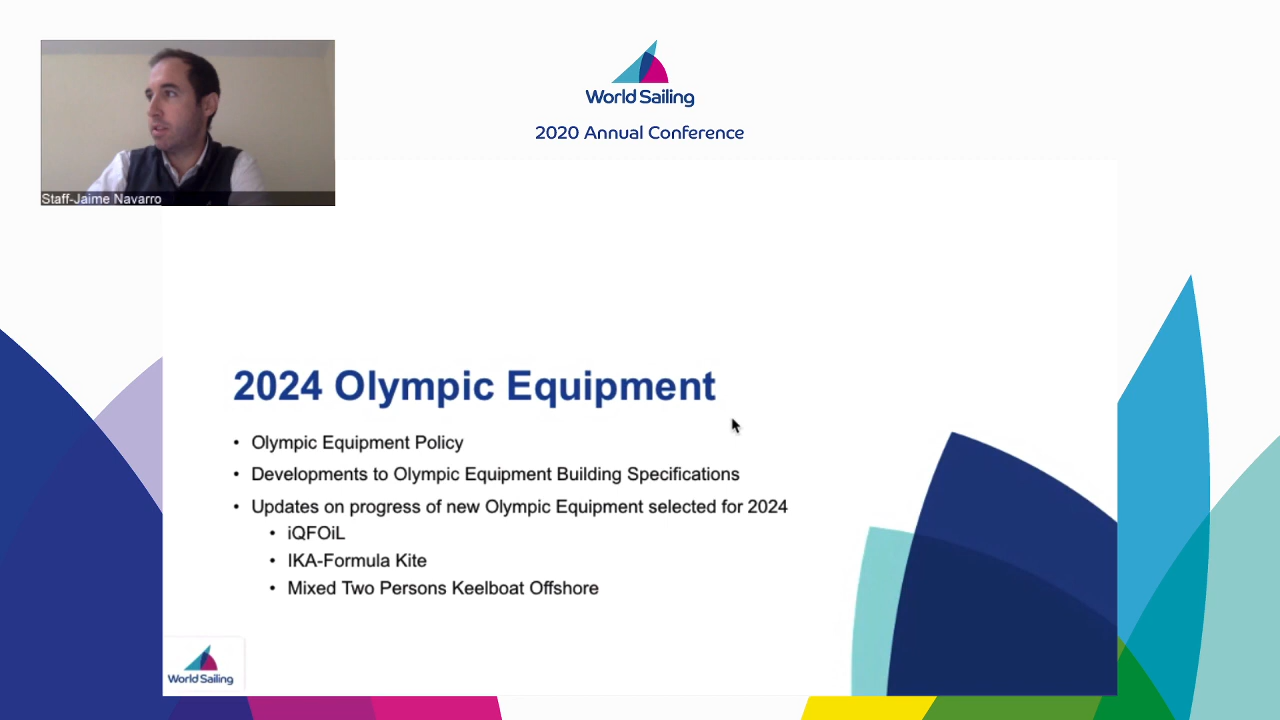 World Sailing
2020 Annual Conference
Staff-Jaime Navarro
2024 Olympic Equipment
• Olympic Equipment Policy
• Developments to Olympic Equipment Building Specifications
• Updates on progress of new Olympic Equipment selected for 2024
• iQFOiL
• IKA-Formula Kite
• Mixed Two Persons Keelboat Offshore
World Sailing